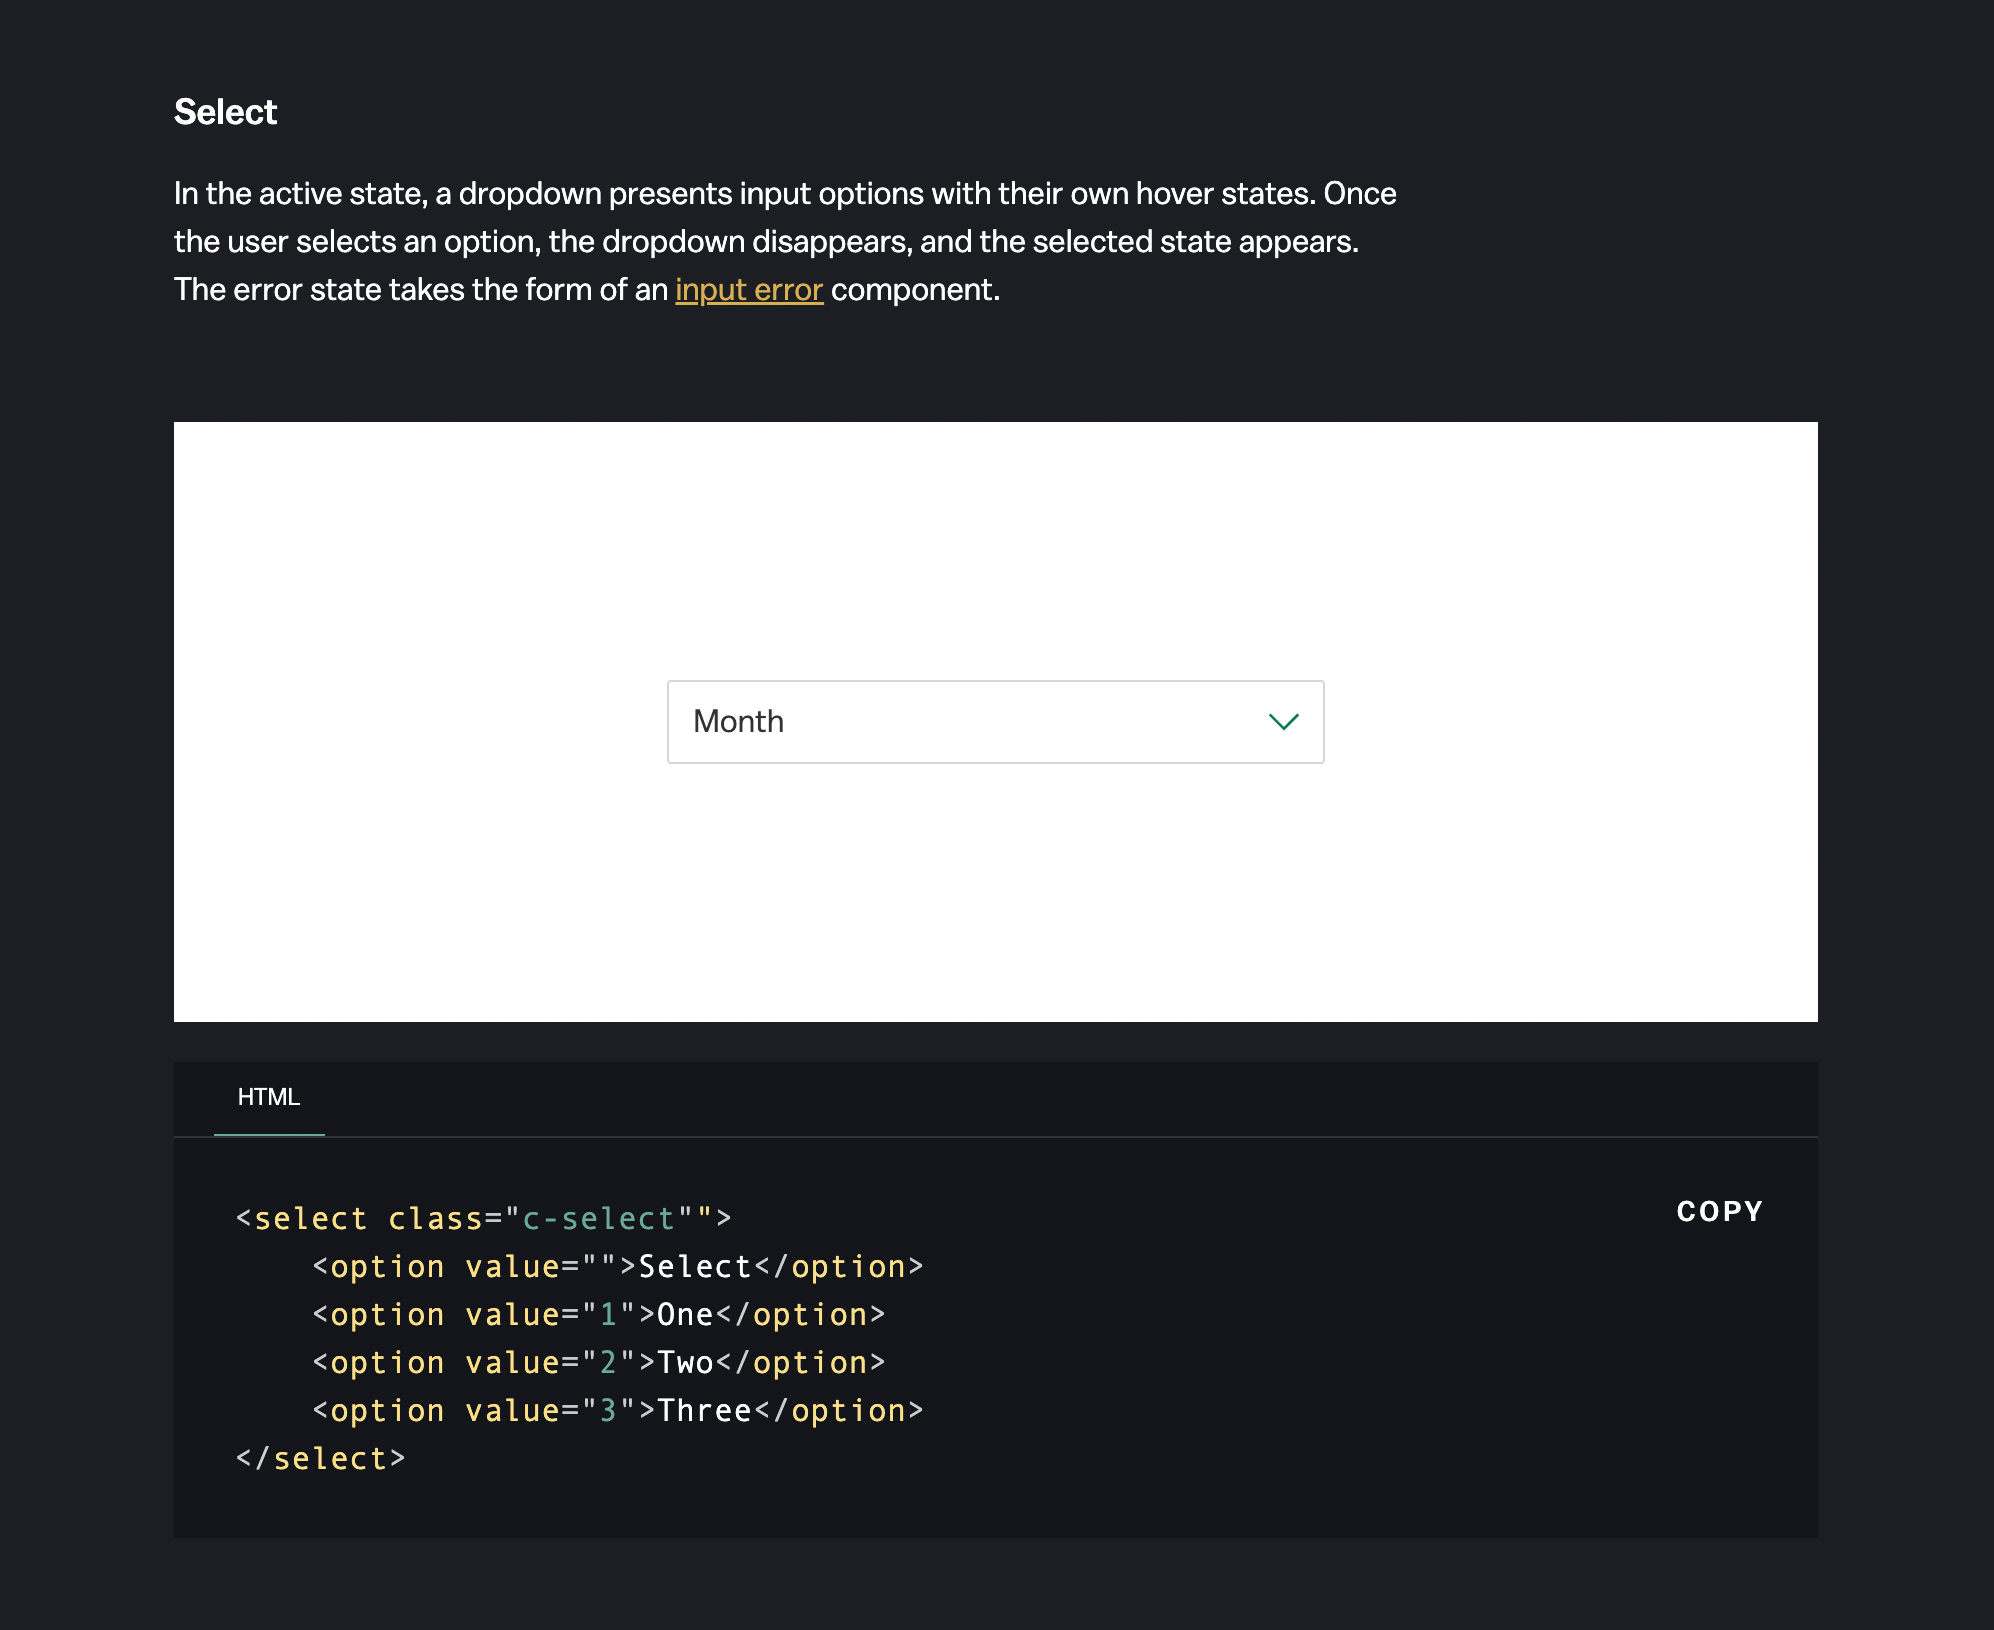 Select
In the active state, a dropdown presents input options with their own hover states. Once
the user selects an option, the dropdown disappears, and the selected state appears.
The error state takes the form of an input error component.
Month
HTML
COPY
<select class="c-select"">
    <option value="">Select</option>
    <option value="1">One</option>
    <option value="2">Two</option>
    <option value="3">Three</option>
</select>